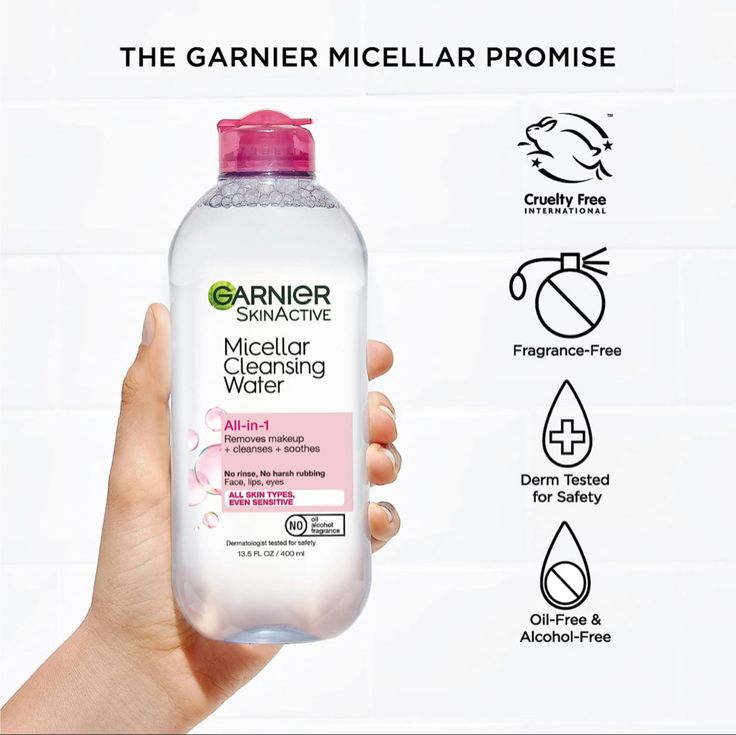 THE GARNIER MICELLAR PROMISE
GARNIER
SKINACTIVE
Micellar
Cleansing
Water
All-in-1
Removes makeup
+ cleanses + soothes
No rinse, No harsh rubbing
Face, lips, eyes
ALL SKIN TYPES,
EVEN SENSITIVE
NO
oil
alcohol
fragrance
Dermatologist tested for safety
13.5 FL OZ / 400 ml
TM
Cruelty Free
INTERNATIONAL
Fragrance-Free
Derm Tested
for Safety
Oil-Free &
Alcohol-Free